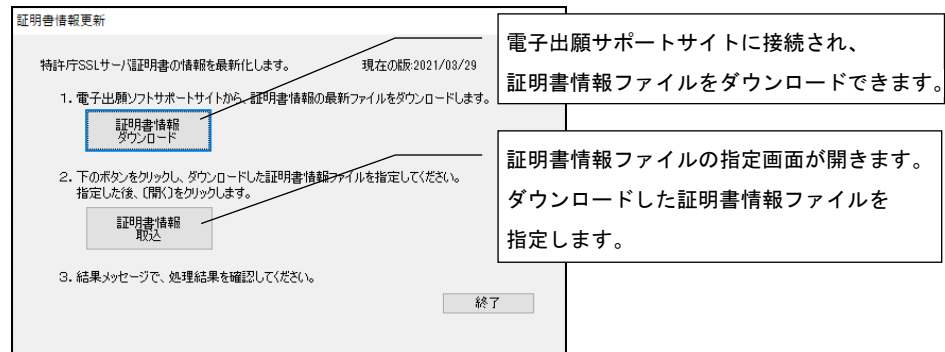 証明書情報更新
特許庁SSLサーバ証明書の情報を最新化します。
現在の版:2021/03/29
1. 電子出願ソフトサポートサイトから、証明書情報の最新ファイルをダウンロードします。
証明書情報
ダウンロード
2. 下のボタンをクリックし、ダウンロードした証明書情報ファイルを指定してください。
指定した後、[開く]をクリックします。
証明書情報
取込
3. 結果メッセージで、処理結果を確認してください。
終了
電子出願サポートサイトに接続され、
証明書情報ファイルをダウンロードできます。
証明書情報ファイルの指定画面が開きます。
ダウンロードした証明書情報ファイルを
指定します。